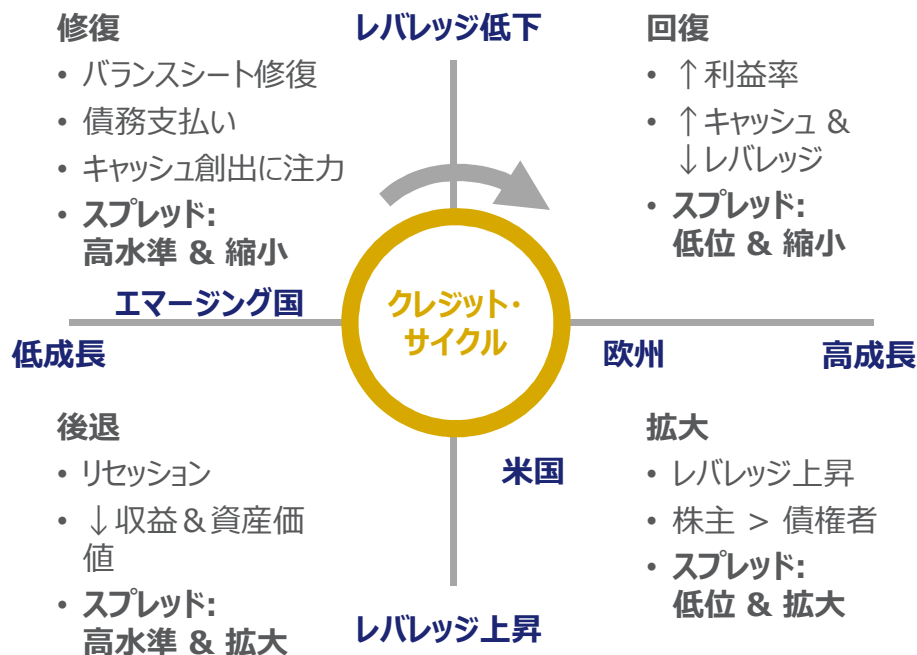 レバレッジ低下
修復
• バランスシート修復
• 債務支払い
• キャッシュ創出に注力
• スプレッド:
高水準 & 縮小
回復
• ↑利益率
• ↑キャッシュ &
↓レバレッジ
• スプレッド:
低位 & 縮小
エマージング国
クレジット・
サイクル
低成長
欧州
高成長
後退
• リセッション
• ↓収益&資産価
値
• スプレッド:
高水準 & 拡大
米国
拡大
• レバレッジ上昇
• 株主 > 債権者
• スプレッド:
低位 & 拡大
レバレッジ上昇